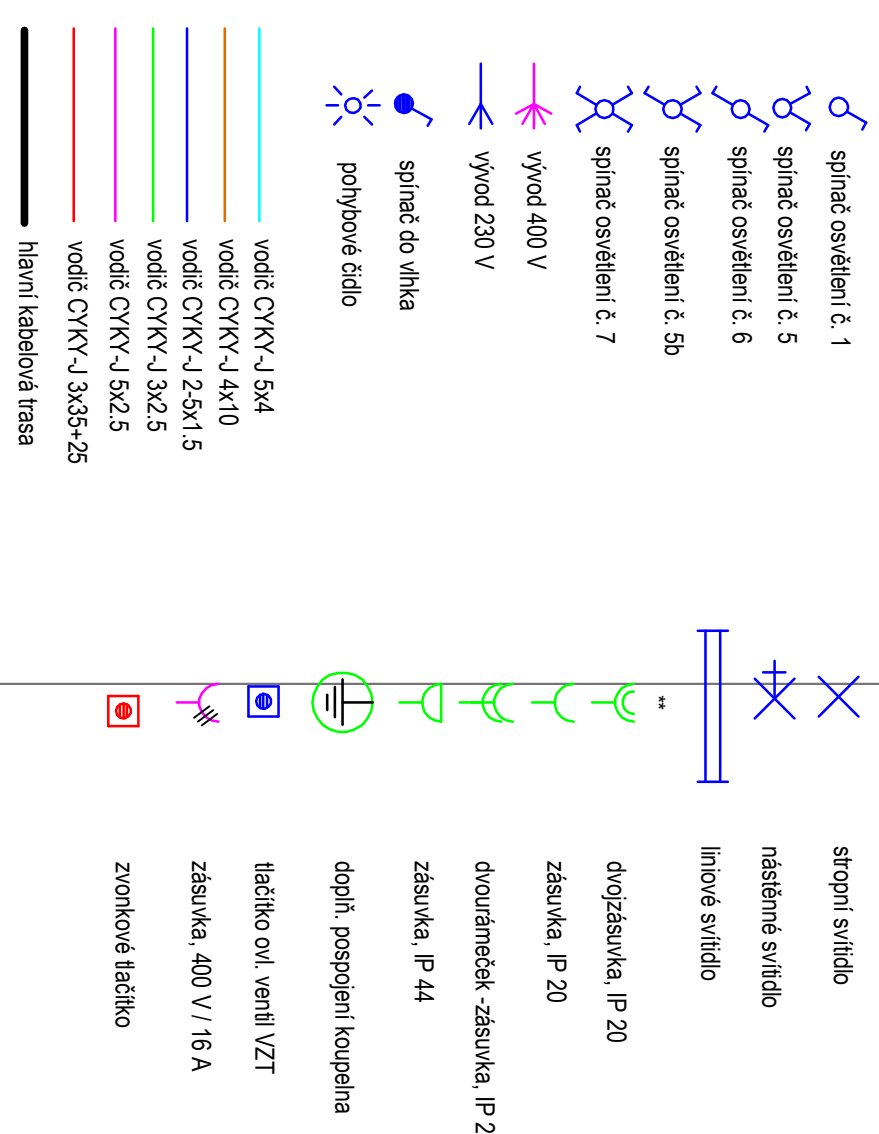 spínač osvětlení č. 1
spínač osvětlení č. 5
spínač osvětlení č. 6
spínač osvětlení č. 5b
spínač osvětlení č. 7
vývod 400 V
vývod 230 V
spínač do vlhka
pohybové čidlo
vodič CYKY-J 5x4
vodič CYKY-J 4x10
vodič CYKY-J 2-5x1.5
vodič CYKY-J 3x2.5
vodič CYKY-J 5x2.5
vodič CYKY-J 3x35+25
hlavní kabelová trasa
stropní svítidlo
nástěnné svítidlo
liniové svítidlo
**
dvojzásuvka, IP 20
zásuvka, IP 20
dvourámeček -zásuvka, IP 2
zásuvka, IP 44
doplň. pospojení koupelna
tlačítko ovl. ventil VZT
zásuvka, 400 V / 16 A
zvonkové tlačítko